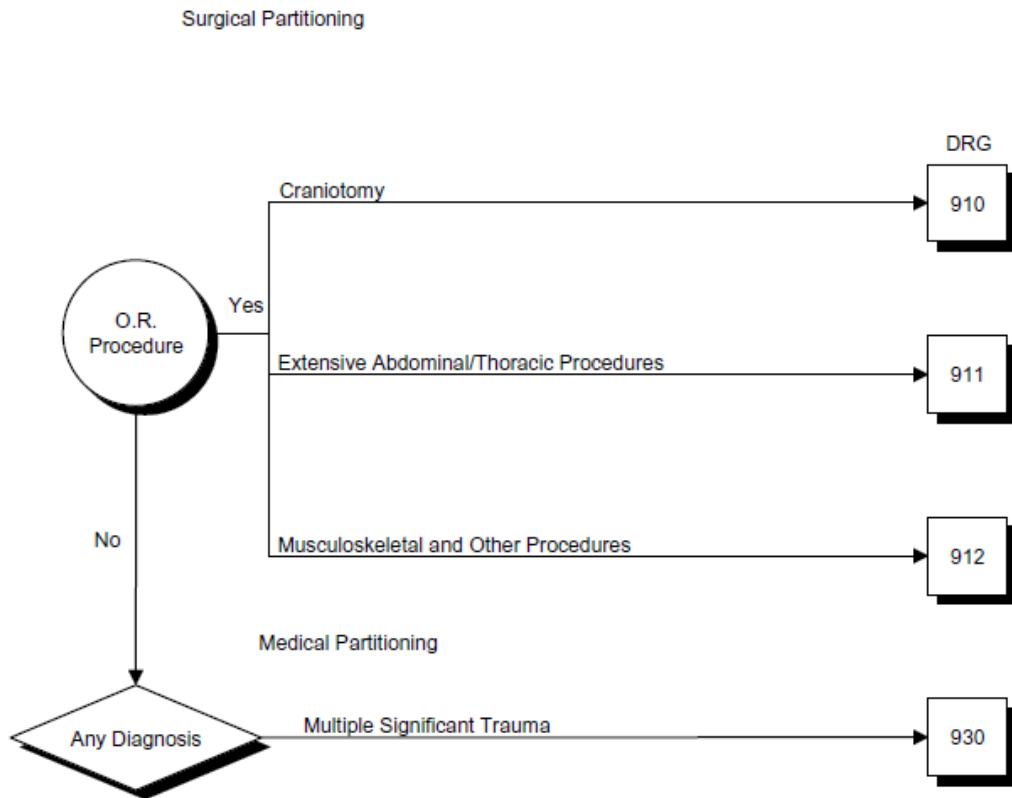 Surgical Partitioning
DRG
Craniotomy
910
Yes
O.R.
Procedure
Extensive Abdominal/Thoracic Procedures
911
No
Musculoskeletal and Other Procedures
912
Medical Partitioning
Any Diagnosis
Multiple Significant Trauma
930